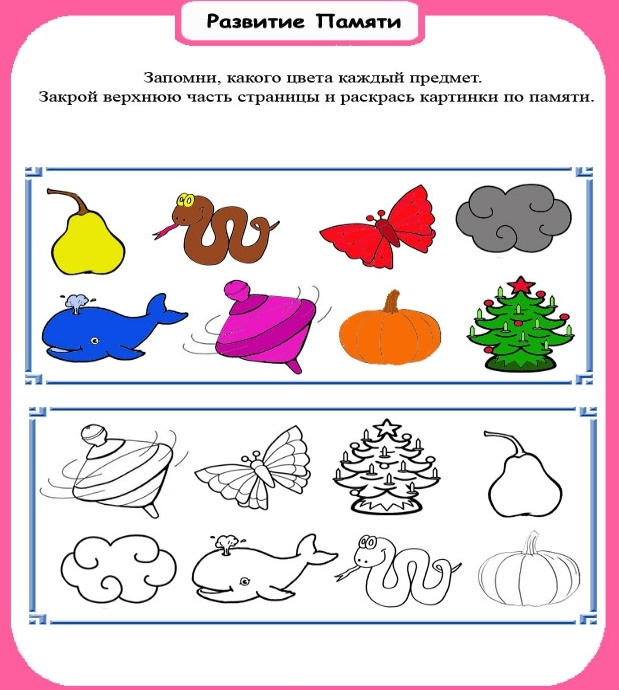 Развитие Памяти
Запомни, какого цвета каждый предмет.
Закрой верхнюю часть страницы и раскрась картинки по памяти.